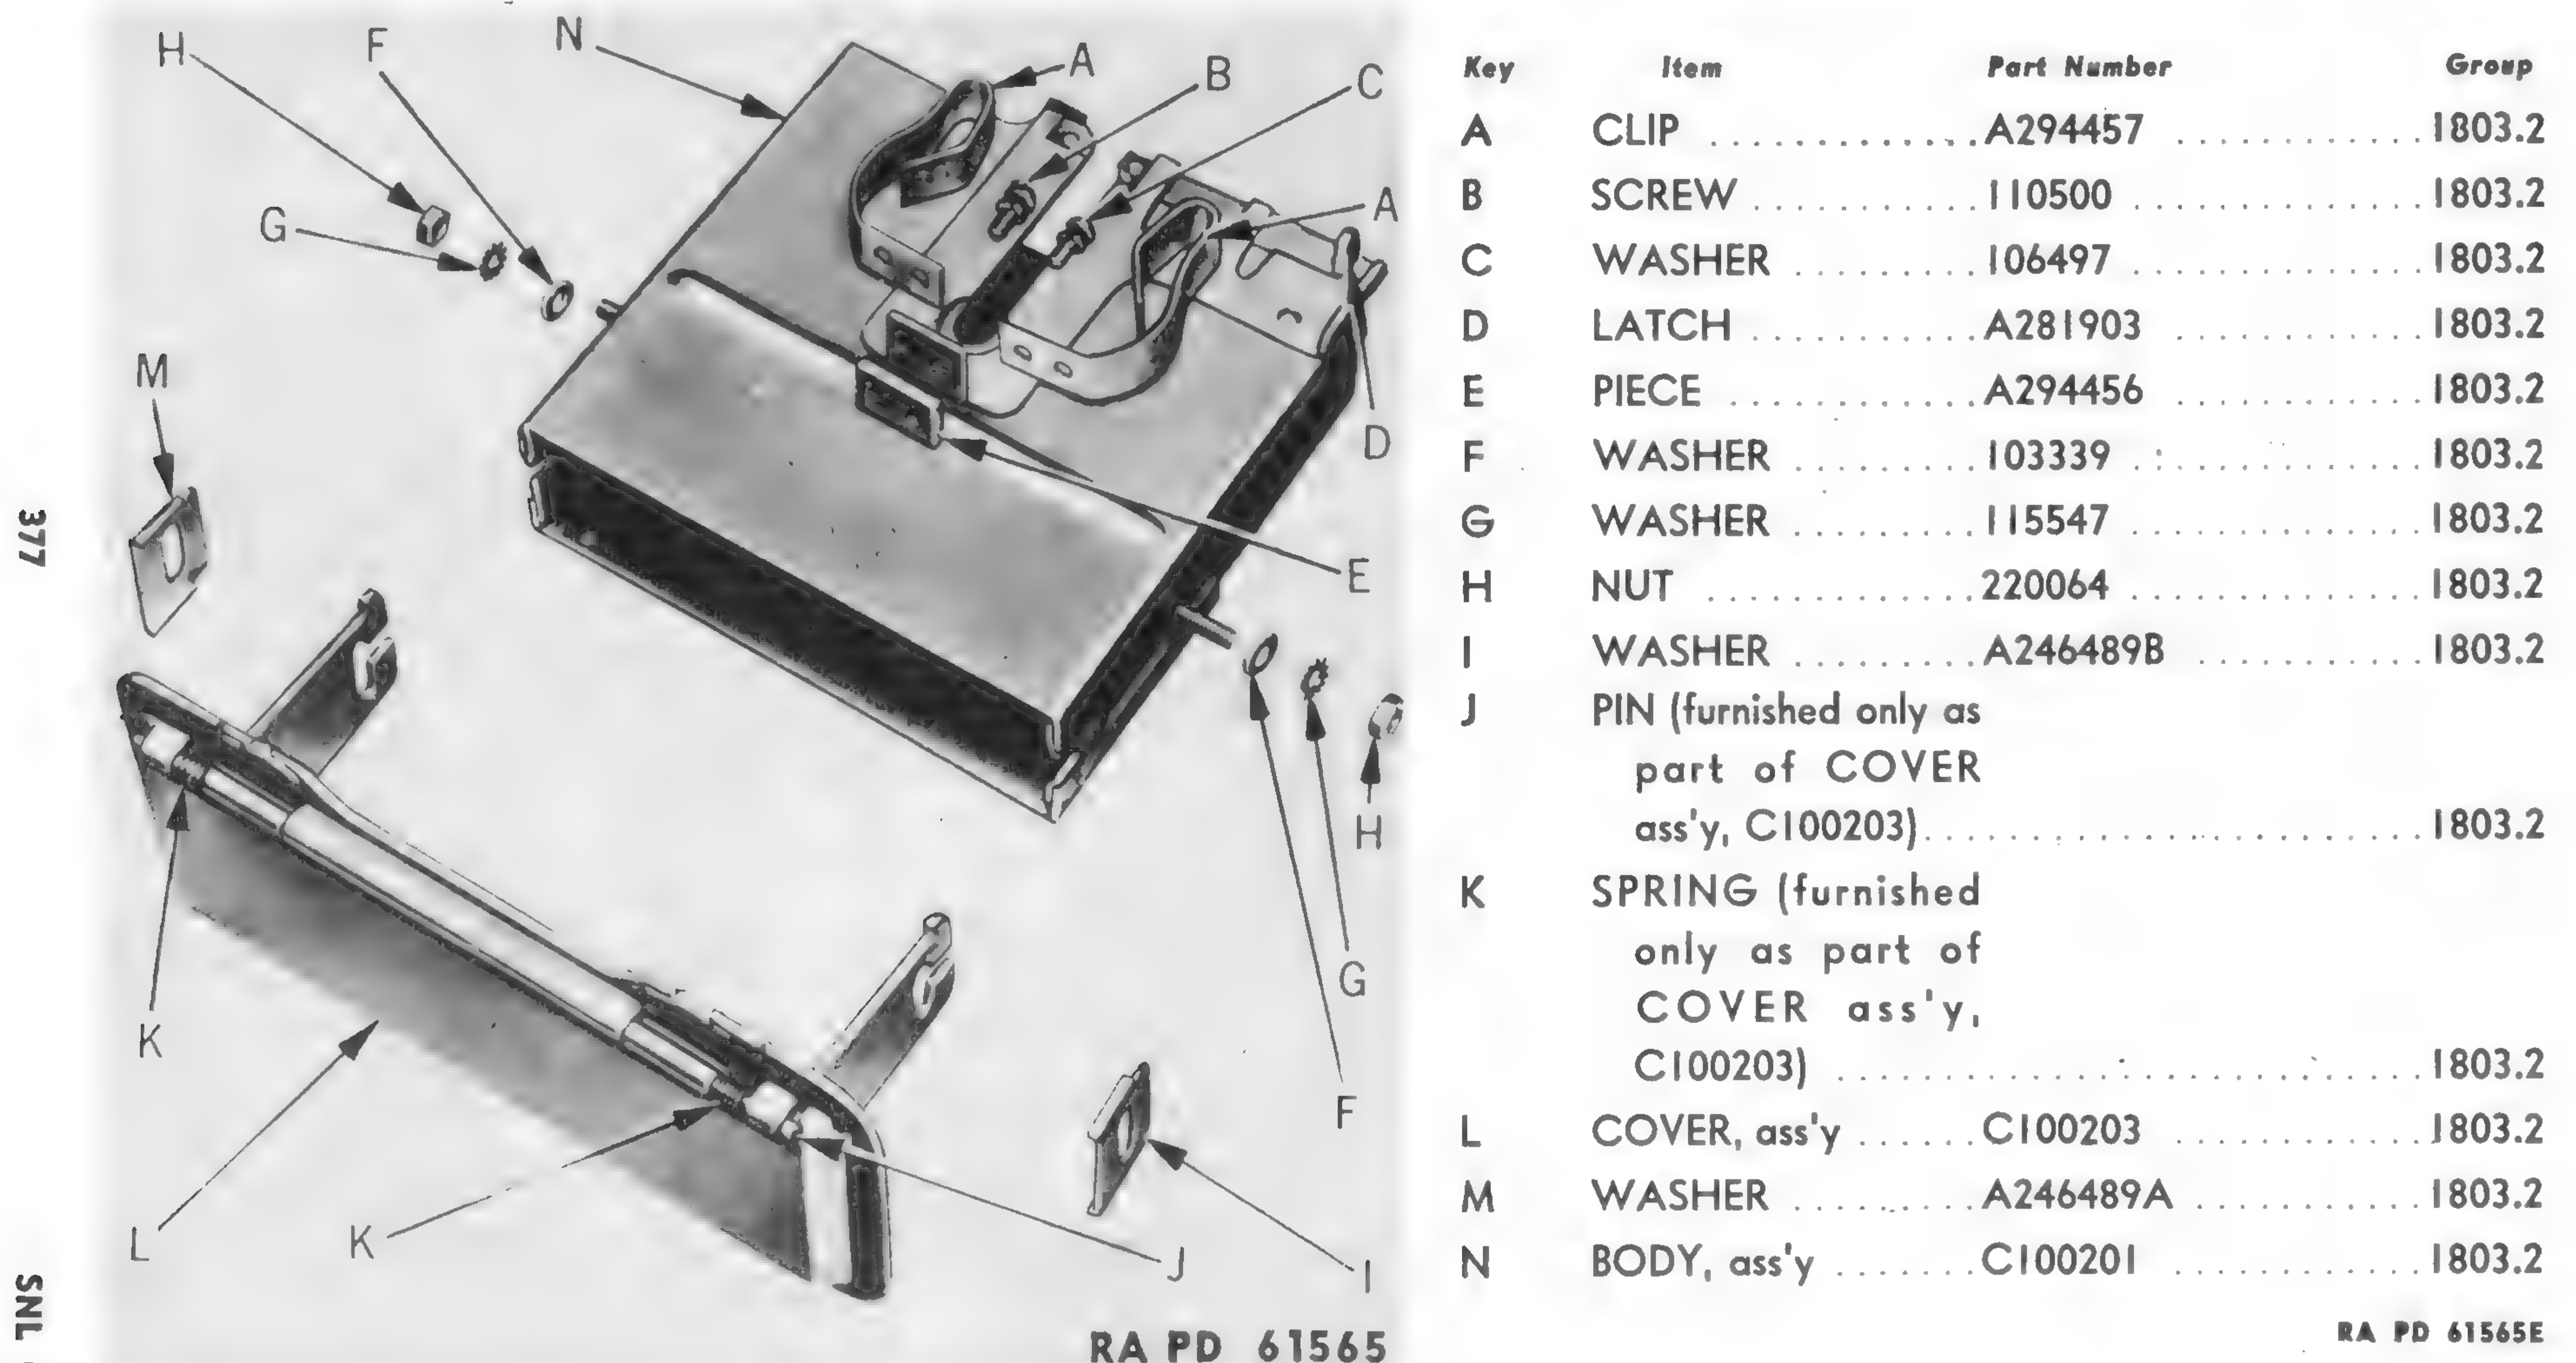 H
F
N
A
B
C
G
A
M
D
E
H
K
G
F
L
K
J
I
RA PD 61565
377
SNL
Key Item Part Number Group
A CLIP ............. A294457 ............ 1803.2
B SCREW ........... 110500 .............. 1803.2
C WASHER ......... 106497 .............. 1803.2
D LATCH ........... A281903 ............ 1803.2
E PIECE ............ A294456 ............ 1803.2
F WASHER ......... 103339 .............. 1803.2
G WASHER ......... 115547 .............. 1803.2
H NUT ............. 220064 .............. 1803.2
I WASHER ......... A246489B ........... 1803.2
J PIN (furnished only as
part of COVER
ass'y, C100203) ........................ 1803.2
K SPRING (furnished
only as part of
COVER ass'y,
C100203) ........................... 1803.2
L COVER, ass'y ...... C100203 ............ 1803.2
M WASHER ......... A246489A ........... 1803.2
N BODY, ass'y ....... C100201 ............ 1803.2
RA PD 61565E